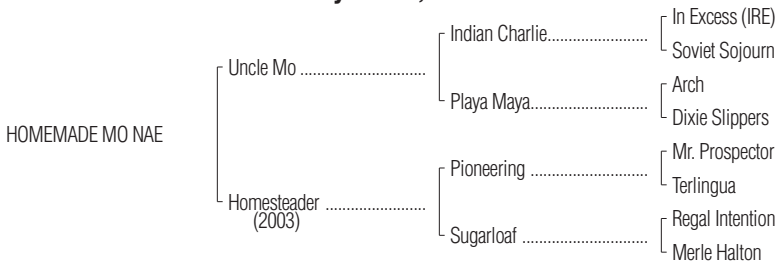 In Excess (IRE)
Indian Charlie
Soviet Sojourn
Uncle Mo
Arch
Playa Maya
Dixie Slippers
HOMEMADE MO NAE
Mr. Prospector
Pioneering
Terlingua
Homesteader
(2003)
Regal Intention
Sugarloaf
Merle Halton